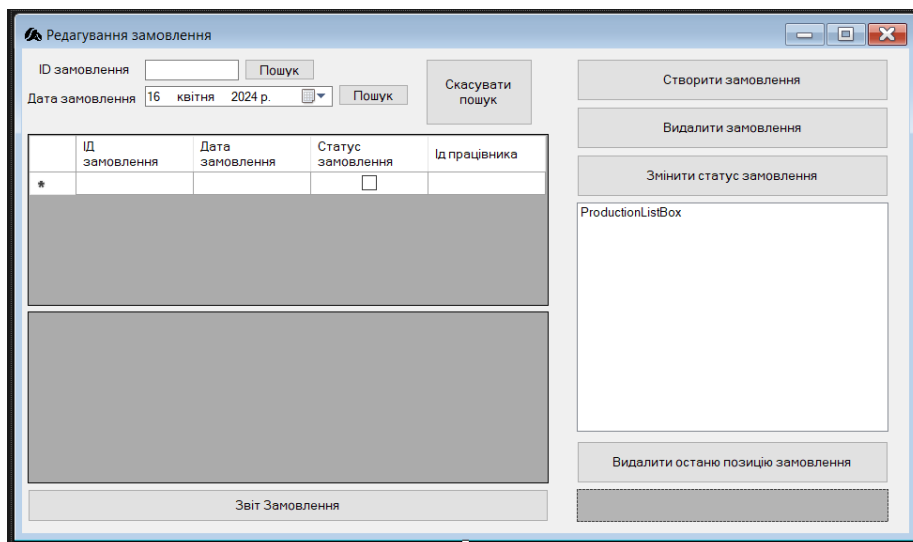 Редагування замовлення
ID замовлення
Пошук
Дата замовлення
16 квітня 2024 р.
Пошук
Скасувати
пошук
ІД
замовлення
Дата
замовлення
Статус
замовлення
Ід працівника
*
Звіт Замовлення
Створити замовлення
Видалити замовлення
Змінити статус замовлення
ProductionListBox
Видалити останю позицію замовлення